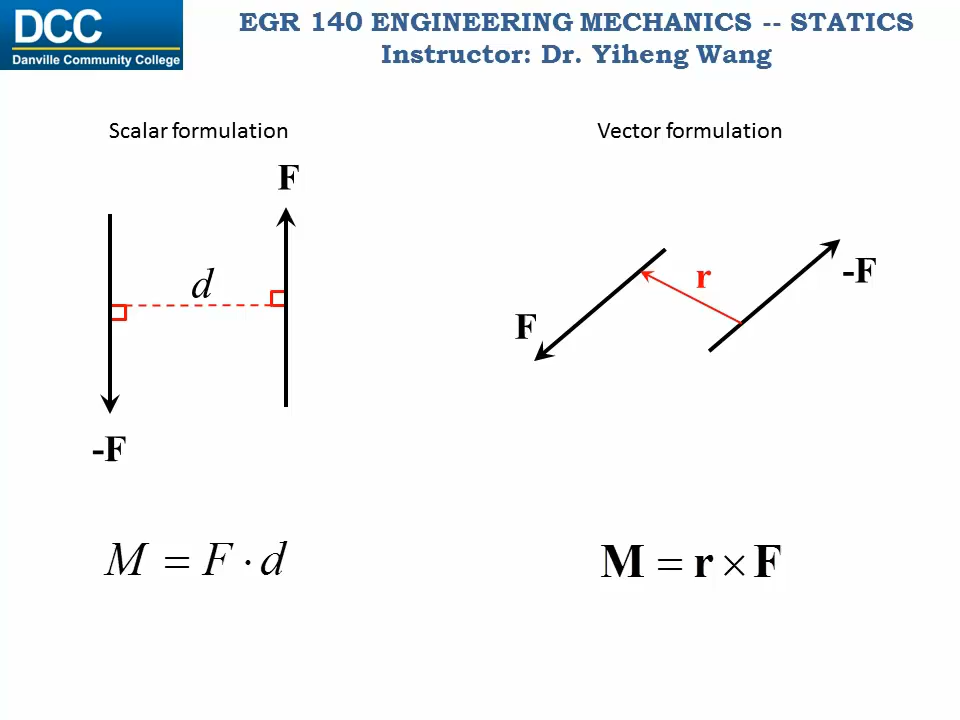 DCC
Danville Community College
EGR 140 ENGINEERING MECHANICS -- STATICS
Instructor: Dr. Yiheng Wang
Scalar formulation
F
d
-F
M = F · d
Vector formulation
r
-F
F
M = r × F